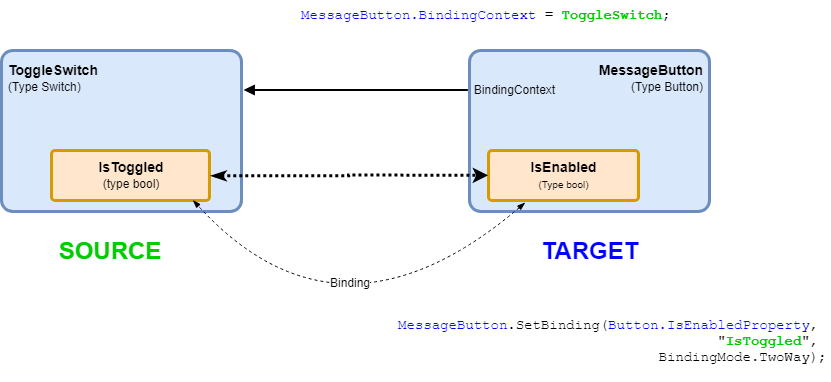 MessageButton.BindingContext = ToggleSwitch;
ToggleSwitch
(Type Switch)
MessageButton
(Type Button)
BindingContext
IsToggled
(type bool)
IsEnabled
(Type bool)
SOURCE
TARGET
Binding
MessageButton.SetBinding(Button.IsEnabledProperty,
"IsToggled",
BindingMode.TwoWay);